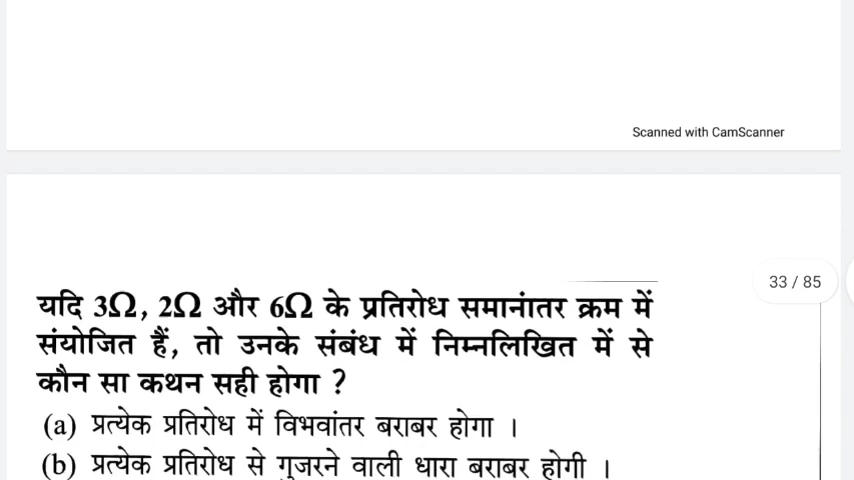 Scanned with CamScanner
33 / 85
यदि 3Ω, 2Ω और 6Ω के प्रतिरोध समानांतर क्रम में
संयोजित हैं, तो उनके संबंध में निम्नलिखित में से
कौन सा कथन सही होगा ?
(a) प्रत्येक प्रतिरोध में विभवांतर बराबर होगा ।
(b) प्रत्येक प्रतिरोध से गुजरने वाली धारा बराबर होगी ।